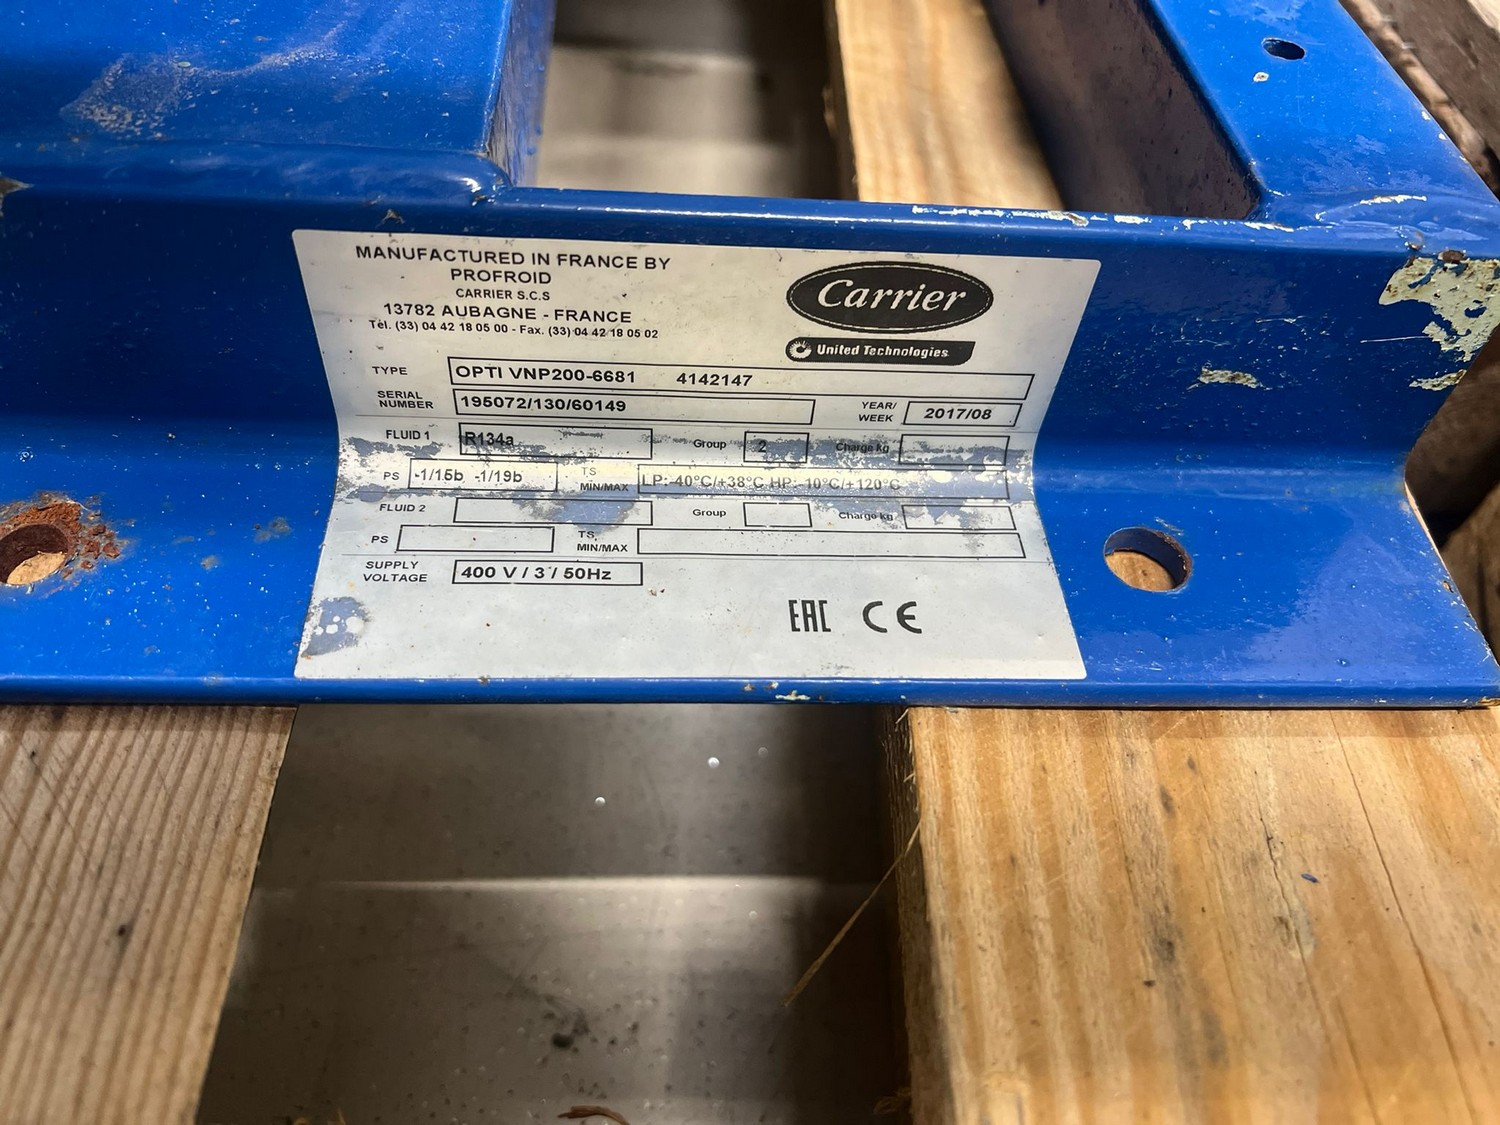 MANUFACTURED IN FRANCE BY
PROFROID
CARRIER S.C.S
13782 AUBAGNE - FRANCE
Tél. (33) 04 42 18 05 00 - Fax. (33) 04 42 18 05 02
Carrier
United Technologies
TYPE OPTI VNP200-6681 4142147
SERIAL NUMBER 195072/130/60149 YEAR/ WEEK 2017/08
FLUID 1 R134a Group 2 Charge kg
PS -1/15b -1/19b TS MIN/MAX LP:-40°C/+38°C HP:-10°C/+120°C
FLUID 2 Group Charge kg
PS TS MIN/MAX
SUPPLY VOLTAGE 400 V / 3 / 50Hz
EAC CE